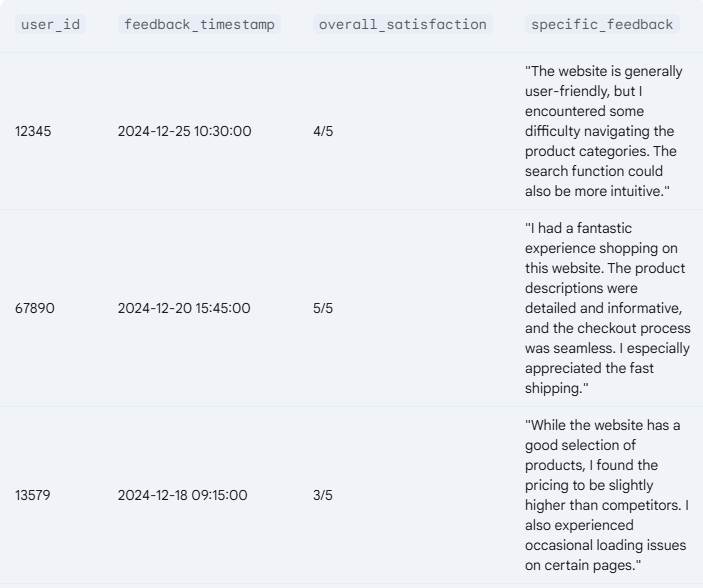 user_id feedback_timestamp overall_satisfaction specific_feedback
12345 2024-12-25 10:30:00 4/5
"The website is generally
user-friendly, but I
encountered some
difficulty navigating the
product categories. The
search function could
also be more intuitive."
67890 2024-12-20 15:45:00 5/5
"I had a fantastic
experience shopping on
this website. The product
descriptions were
detailed and informative,
and the checkout process
was seamless. I especially
appreciated the fast
shipping."
13579 2024-12-18 09:15:00 3/5
"While the website has a
good selection of
products, I found the
pricing to be slightly
higher than competitors. I
also experienced
occasional loading issues
on certain pages."